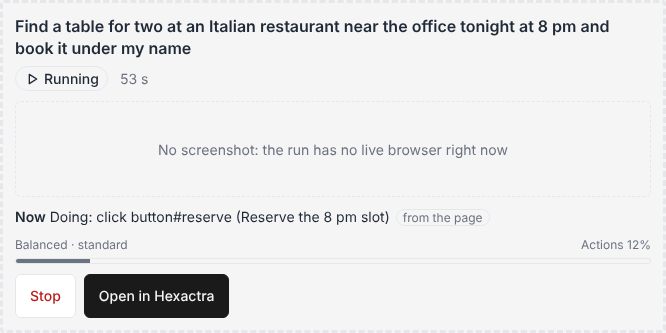 Find a table for two at an Italian restaurant near the office tonight at 8 pm and
book it under my name
Running 53 s
No screenshot: the run has no live browser right now
Now Doing: click button#reserve (Reserve the 8 pm slot) from the page
Balanced · standard Actions 12%
Stop Open in Hexactra